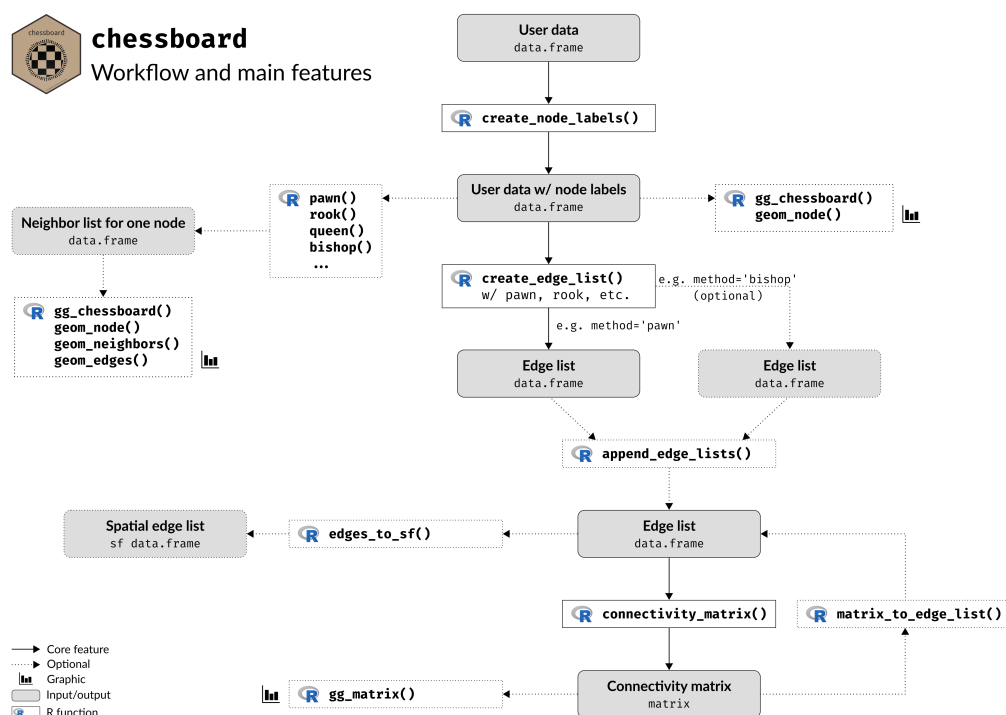 chessboard
chessboard
Workflow and main features
User data
data.frame
create_node_labels()
User data w/ node labels
data.frame
pawn()
rook()
queen()
bishop()
...
gg_chessboard()
geom_node()
Neighbor list for one node
data.frame
create_edge_list()
w/ pawn, rook, etc.
e.g. method='bishop'
(optional)
gg_chessboard()
geom_node()
geom_neighbors()
geom_edges()
e.g. method='pawn'
Edge list
data.frame
Edge list
data.frame
append_edge_lists()
Spatial edge list
sf data.frame
edges_to_sf()
Edge list
data.frame
connectivity_matrix()
matrix_to_edge_list()
Core feature
Optional
Graphic
Input/output
R function
gg_matrix()
Connectivity matrix
matrix